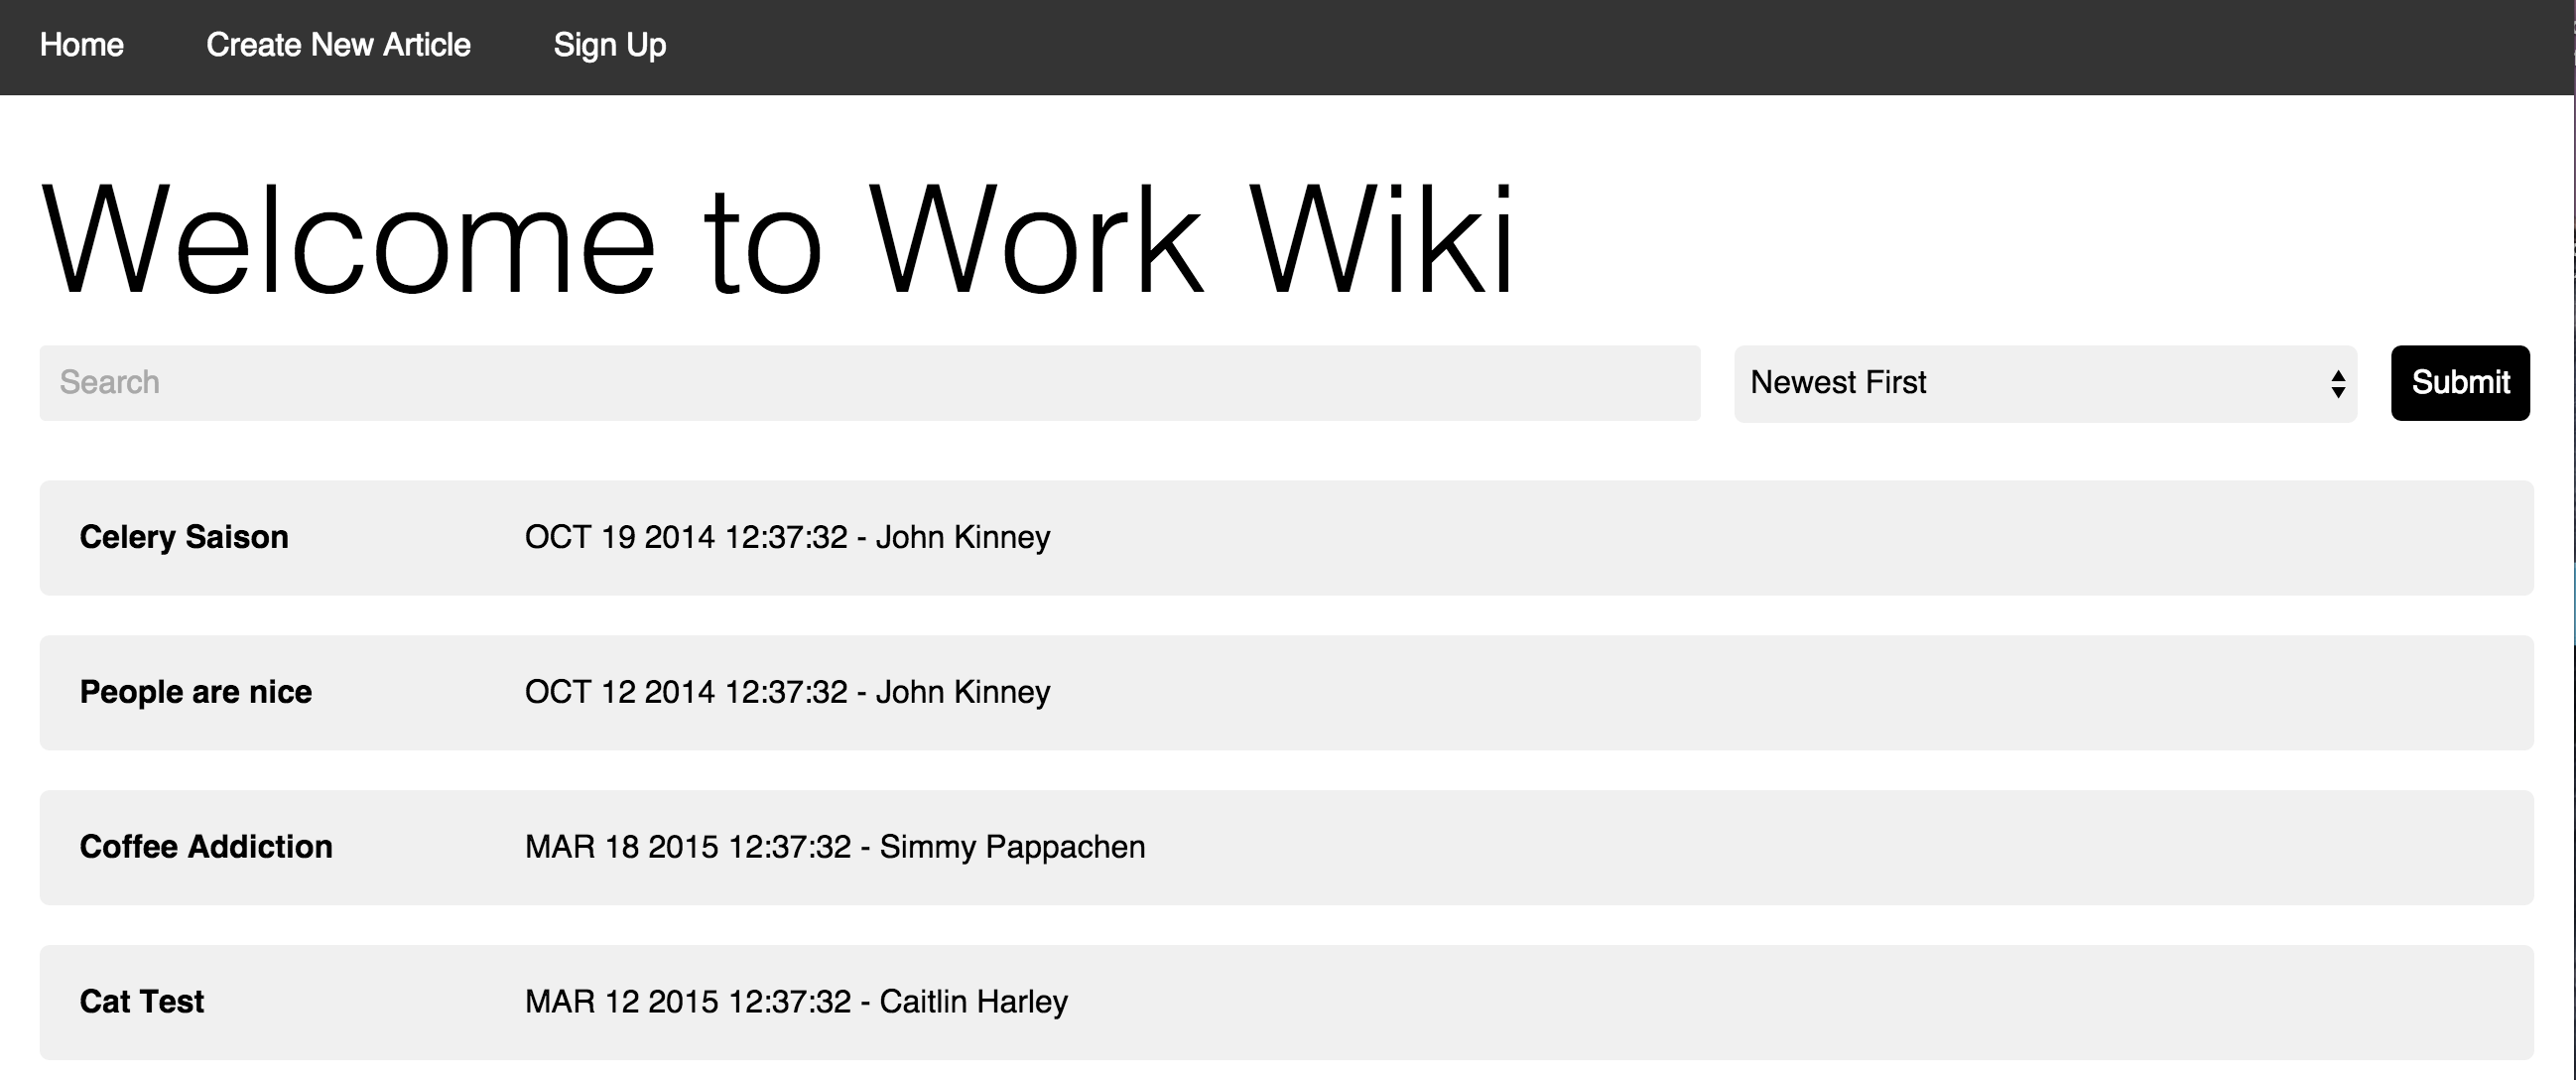 Home Create New Article Sign Up
Welcome to Work Wiki
Search Newest First Submit
Celery Saison OCT 19 2014 12:37:32 - John Kinney
People are nice OCT 12 2014 12:37:32 - John Kinney
Coffee Addiction MAR 18 2015 12:37:32 - Simmy Pappachen
Cat Test MAR 12 2015 12:37:32 - Caitlin Harley